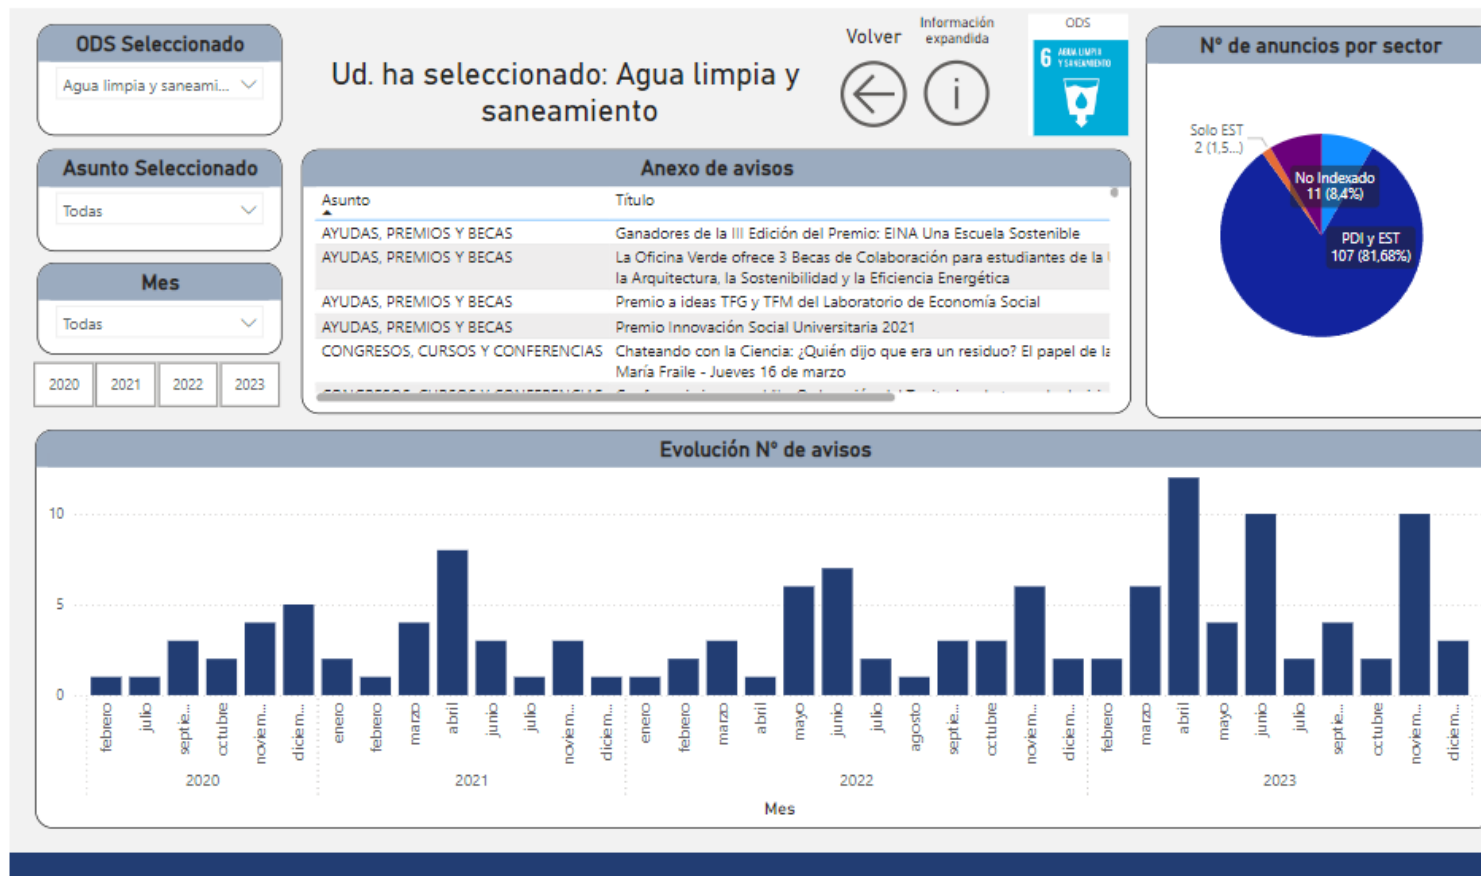 ODS Seleccionado
Agua limpia y saneami...
Asunto Seleccionado
Todas
Mes
Todas
2020 2021 2022 2023
Ud. ha seleccionado: Agua limpia y
saneamiento
Volver
Información
expandida
ODS
6 AGUA LIMPIA
Y SANEAMIENTO
Anexo de avisos
Asunto Título
AYUDAS, PREMIOS Y BECAS Ganadores de la III Edición del Premio: EINA Una Escuela Sostenible
AYUDAS, PREMIOS Y BECAS La Oficina Verde ofrece 3 Becas de Colaboración para estudiantes de la
la Arquitectura, la Sostenibilidad y la Eficiencia Energética
AYUDAS, PREMIOS Y BECAS Premio a ideas TFG y TFM del Laboratorio de Economía Social
AYUDAS, PREMIOS Y BECAS Premio Innovación Social Universitaria 2021
CONGRESOS, CURSOS Y CONFERENCIAS Chateando con la Ciencia: ¿Quién dijo que era un residuo? El papel de la
María Fraile - Jueves 16 de marzo
Nº de anuncios por sector
Solo EST
2 (1,5...)
No Indexado
11 (8,4%)
PDI y EST
107 (81,68%)
Evolución Nº de avisos
10
5
0
febrero julio septie... octubre noviem... diciem... enero febrero marzo abril junio julio noviem... diciem... enero febrero marzo abril mayo junio julio agosto septie... octubre noviem... diciem... febrero marzo abril mayo junio julio septie... octubre noviem... diciem...
2020 2021 2022 2023
Mes